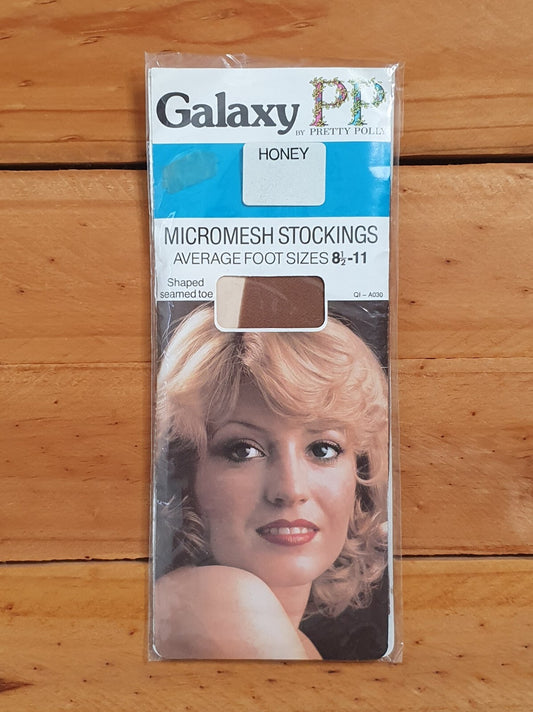 Galaxy PP
BY PRETTY POLLY
HONEY
MICROMESH STOCKINGS
AVERAGE FOOT SIZES 8½-11
Shaped
seamed toe
QI - A030